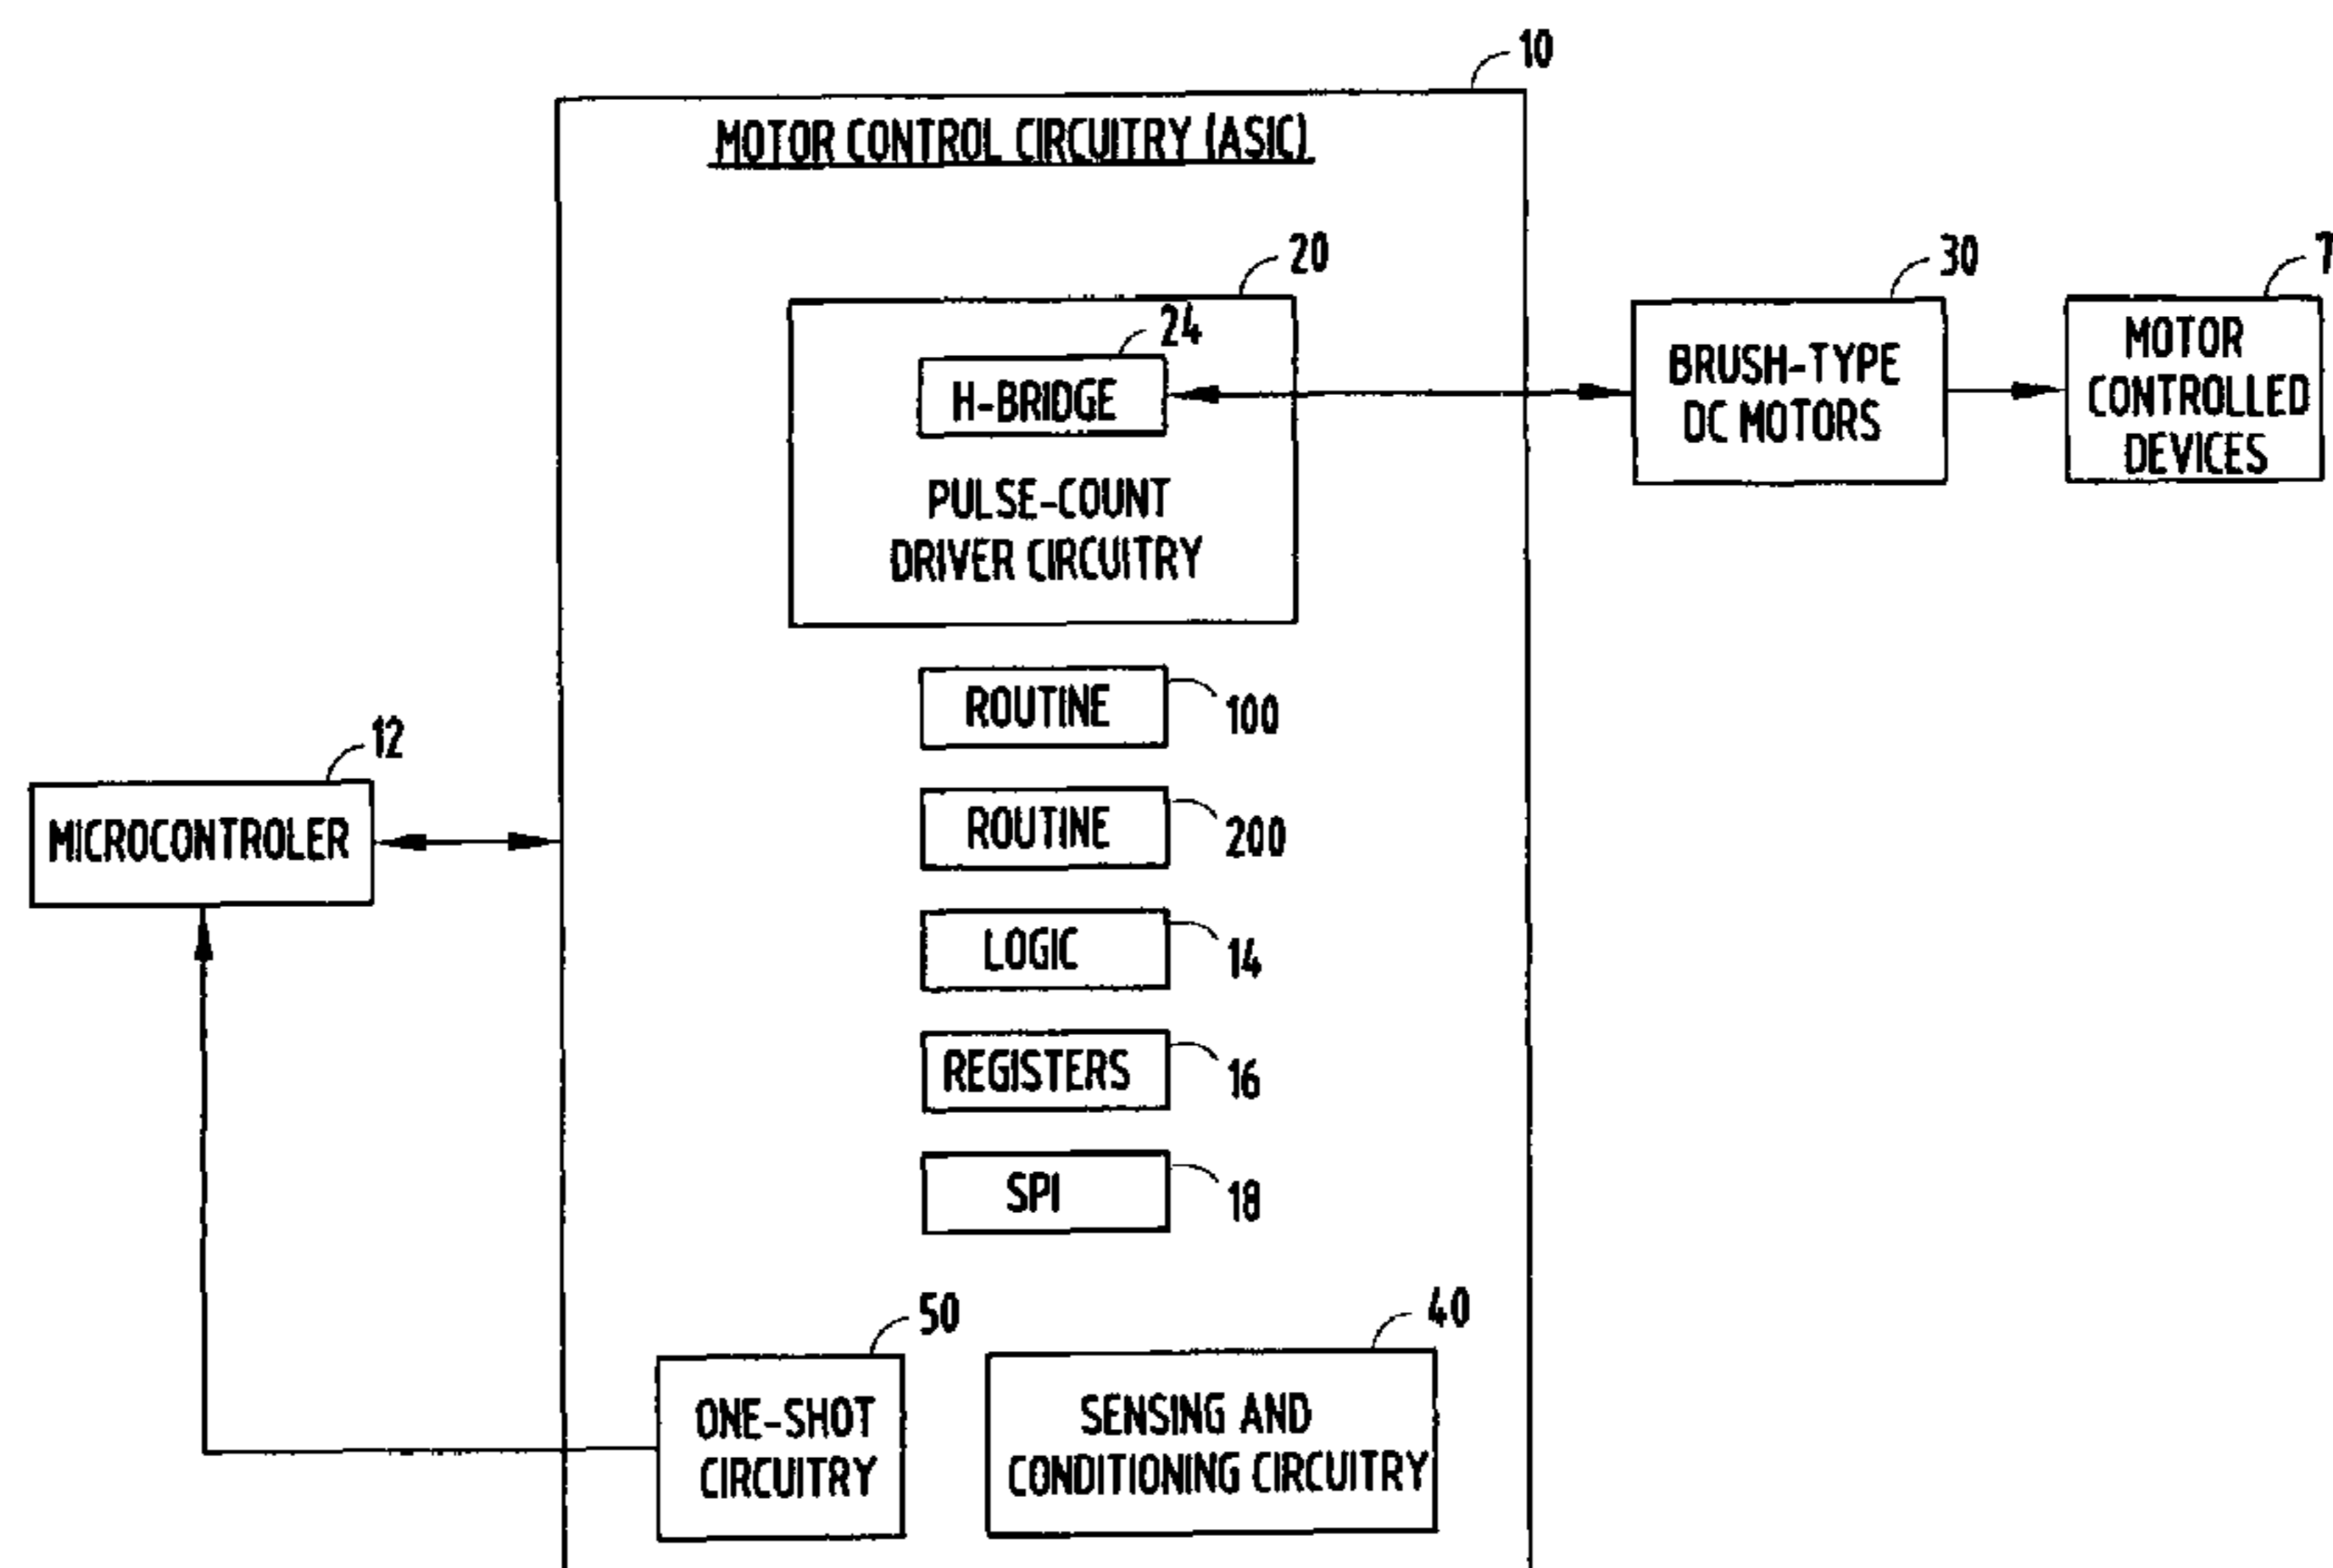 10
MOTOR CONTROL CIRCUITRY (ASIC)
20
24
H-BRIDGE
PULSE-COUNT
DRIVER CIRCUITRY
30
BRUSH-TYPE
DC MOTORS
MOTOR
CONTROLLED
DEVICES
ROUTINE
100
ROUTINE
200
12
MICROCONTROLER
LOGIC
14
REGISTERS
16
SPI
18
50
ONE-SHOT
CIRCUITRY
40
SENSING AND
CONDITIONING CIRCUITRY